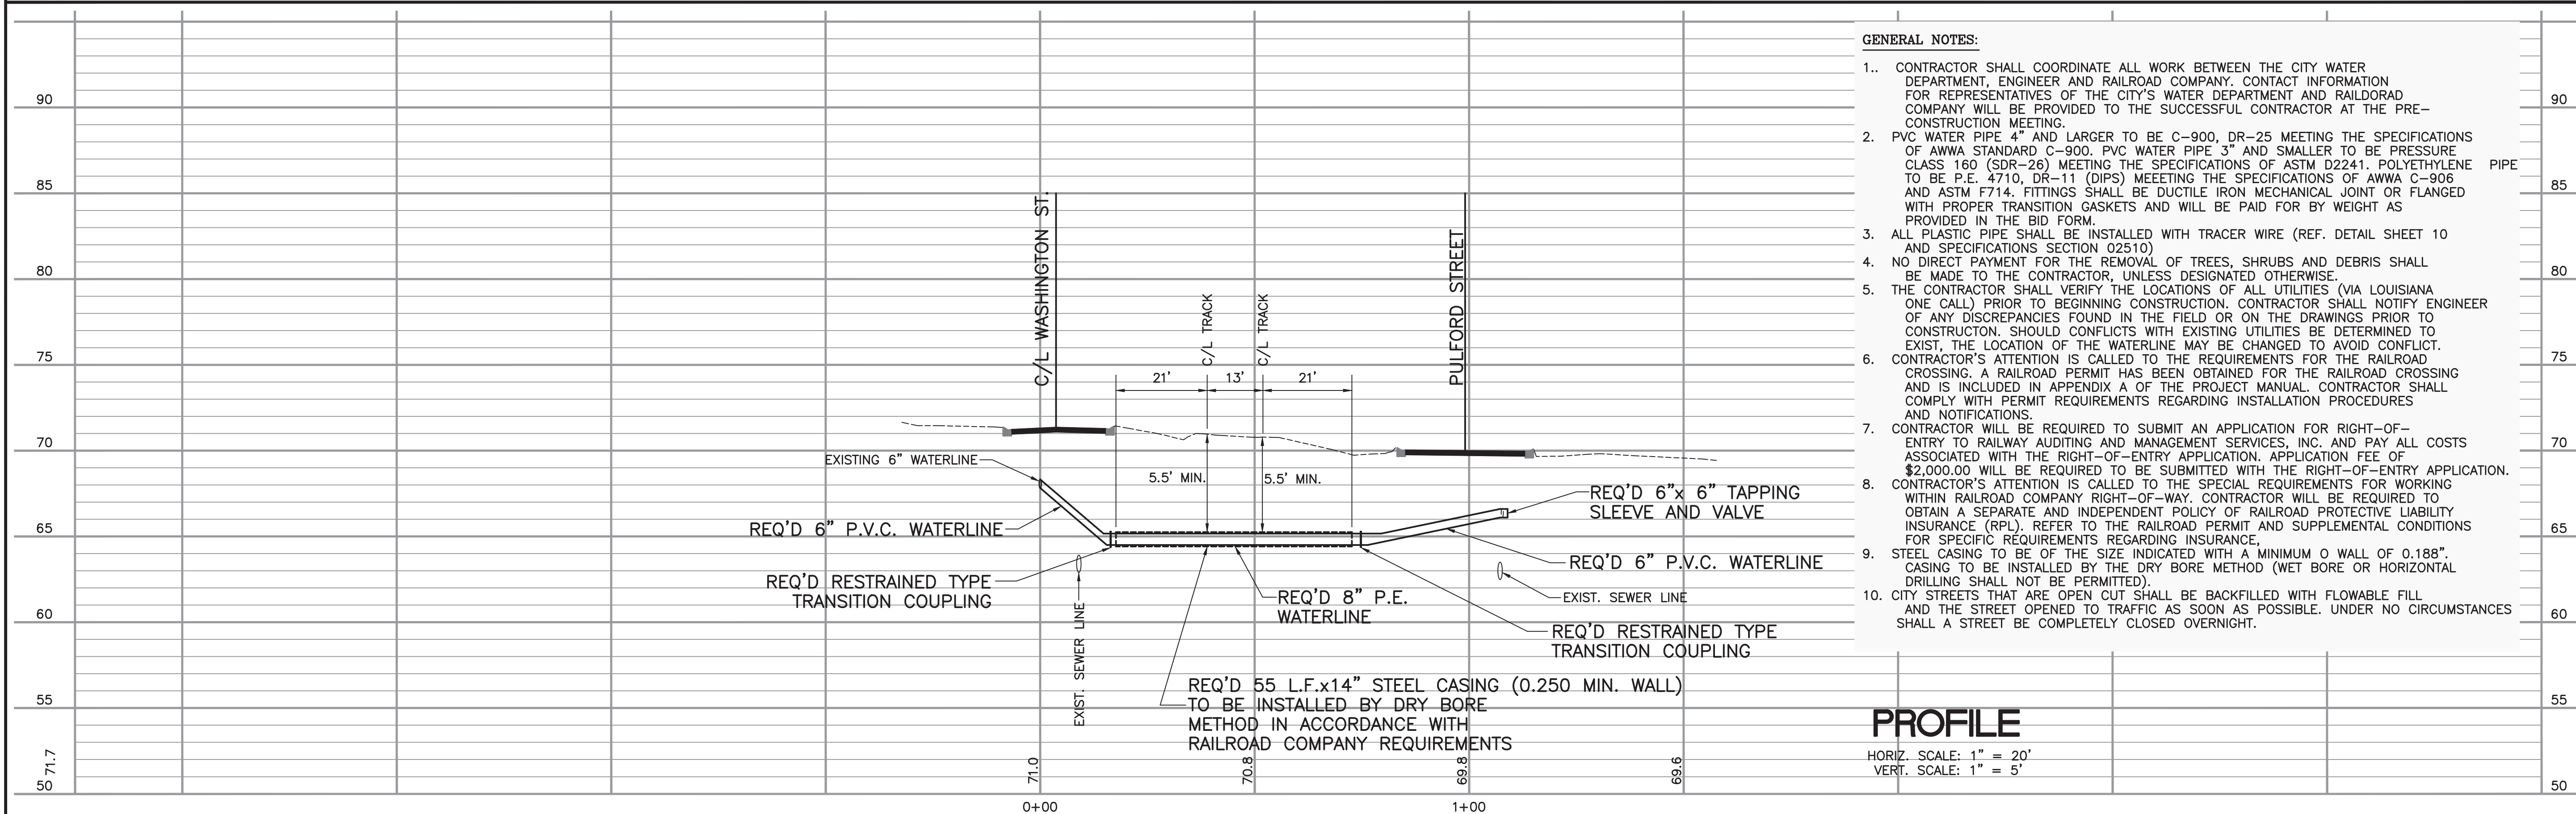 GENERAL NOTES:
1.. CONTRACTOR SHALL COORDINATE ALL WORK BETWEEN THE CITY WATER
DEPARTMENT, ENGINEER AND RAILROAD COMPANY. CONTACT INFORMATION
FOR REPRESENTATIVES OF THE CITY'S WATER DEPARTMENT AND RAILDORAD
COMPANY WILL BE PROVIDED TO THE SUCCESSFUL CONTRACTOR AT THE PRE-
CONSTRUCTION MEETING.
2. PVC WATER PIPE 4" AND LARGER TO BE C-900, DR-25 MEETING THE SPECIFICATIONS
OF AWWA STANDARD C-900. PVC WATER PIPE 3" AND SMALLER TO BE PRESSURE
CLASS 160 (SDR-26) MEETING THE SPECIFICATIONS OF ASTM D2241. POLYETHYLENE PIPE
TO BE P.E. 4710, DR-11 (DIPS) MEEETING THE SPECIFICATIONS OF AWWA C-906
AND ASTM F714. FITTINGS SHALL BE DUCTILE IRON MECHANICAL JOINT OR FLANGED
WITH PROPER TRANSITION GASKETS AND WILL BE PAID FOR BY WEIGHT AS
PROVIDED IN THE BID FORM.
3. ALL PLASTIC PIPE SHALL BE INSTALLED WITH TRACER WIRE (REF. DETAIL SHEET 10
AND SPECIFICATIONS SECTION 02510)
4. NO DIRECT PAYMENT FOR THE REMOVAL OF TREES, SHRUBS AND DEBRIS SHALL
BE MADE TO THE CONTRACTOR, UNLESS DESIGNATED OTHERWISE.
5. THE CONTRACTOR SHALL VERIFY THE LOCATIONS OF ALL UTILITIES (VIA LOUISIANA
ONE CALL) PRIOR TO BEGINNING CONSTRUCTION. CONTRACTOR SHALL NOTIFY ENGINEER
OF ANY DISCREPANCIES FOUND IN THE FIELD OR ON THE DRAWINGS PRIOR TO
CONSTRUCTON. SHOULD CONFLICTS WITH EXISTING UTILITIES BE DETERMINED TO
EXIST, THE LOCATION OF THE WATERLINE MAY BE CHANGED TO AVOID CONFLICT.
6. CONTRACTOR'S ATTENTION IS CALLED TO THE REQUIREMENTS FOR THE RAILROAD
CROSSING. A RAILROAD PERMIT HAS BEEN OBTAINED FOR THE RAILROAD CROSSING
AND IS INCLUDED IN APPENDIX A OF THE PROJECT MANUAL. CONTRACTOR SHALL
COMPLY WITH PERMIT REQUIREMENTS REGARDING INSTALLATION PROCEDURES
AND NOTIFICATIONS.
7. CONTRACTOR WILL BE REQUIRED TO SUBMIT AN APPLICATION FOR RIGHT-OF-
ENTRY TO RAILWAY AUDITING AND MANAGEMENT SERVICES, INC. AND PAY ALL COSTS
ASSOCIATED WITH THE RIGHT-OF-ENTRY APPLICATION. APPLICATION FEE OF
$2,000.00 WILL BE REQUIRED TO BE SUBMITTED WITH THE RIGHT-OF-ENTRY APPLICATION.
8. CONTRACTOR'S ATTENTION IS CALLED TO THE SPECIAL REQUIREMENTS FOR WORKING
WITHIN RAILROAD COMPANY RIGHT-OF-WAY. CONTRACTOR WILL BE REQUIRED TO
OBTAIN A SEPARATE AND INDEPENDENT POLICY OF RAILROAD PROTECTIVE LIABILITY
INSURANCE (RPL). REFER TO THE RAILROAD PERMIT AND SUPPLEMENTAL CONDITIONS
FOR SPECIFIC REQUIREMENTS REGARDING INSURANCE,
9. STEEL CASING TO BE OF THE SIZE INDICATED WITH A MINIMUM O WALL OF 0.188".
CASING TO BE INSTALLED BY THE DRY BORE METHOD (WET BORE OR HORIZONTAL
DRILLING SHALL NOT BE PERMITTED).
10. CITY STREETS THAT ARE OPEN CUT SHALL BE BACKFILLED WITH FLOWABLE FILL
AND THE STREET OPENED TO TRAFFIC AS SOON AS POSSIBLE. UNDER NO CIRCUMSTANCES
SHALL A STREET BE COMPLETELY CLOSED OVERNIGHT.
90
85
80
75
70
65
60
55
50
71.7
C/L WASHINGTON ST.
C/L TRACK
C/L TRACK
PULFORD STREET
21'
13'
21'
5.5' MIN.
5.5' MIN.
EXISTING 6" WATERLINE
REQ'D 6" P.V.C. WATERLINE
REQ'D RESTRAINED TYPE
TRANSITION COUPLING
EXIST. SEWER LINE
REQ'D 8" P.E.
WATERLINE
REQ'D 6"x 6" TAPPING
SLEEVE AND VALVE
REQ'D 6" P.V.C. WATERLINE
EXIST. SEWER LINE
REQ'D RESTRAINED TYPE
TRANSITION COUPLING
REQ'D 55 L.F.x14" STEEL CASING (0.250 MIN. WALL)
TO BE INSTALLED BY DRY BORE
METHOD IN ACCORDANCE WITH
RAILROAD COMPANY REQUIREMENTS
71.0
70.8
69.8
69.6
0+00
1+00
PROFILE
HORIZ. SCALE: 1" = 20'
VERT. SCALE: 1" = 5'
90
85
80
75
70
65
60
55
50